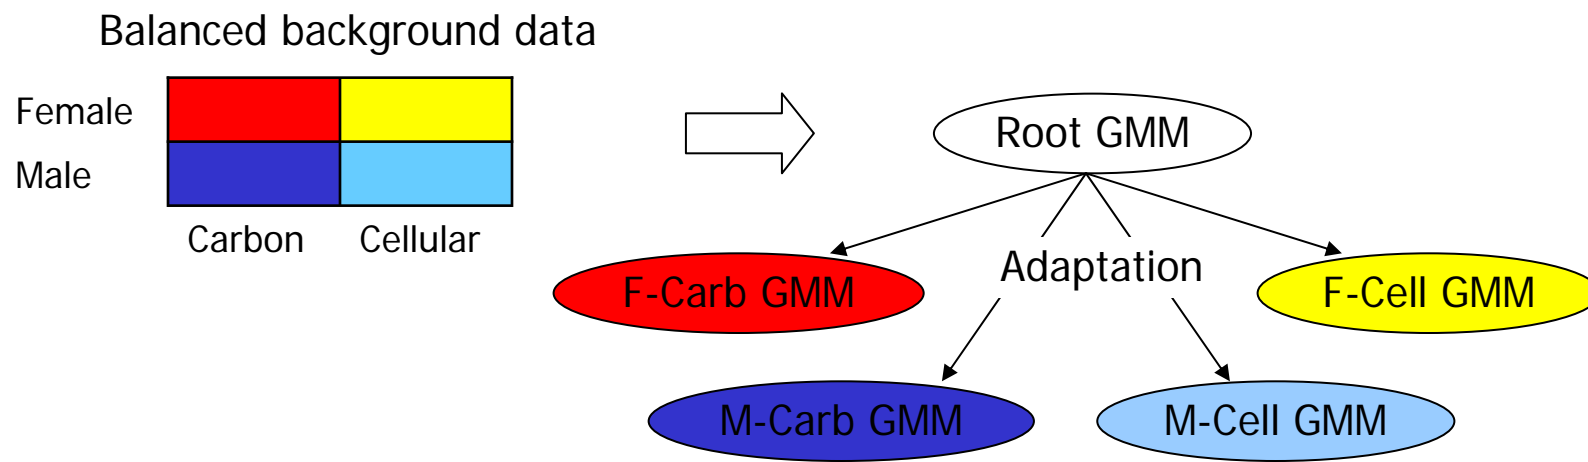 Balanced background data
Female
Male
Carbon Cellular
Root GMM
Adaptation
F-Carb GMM
F-Cell GMM
M-Carb GMM
M-Cell GMM